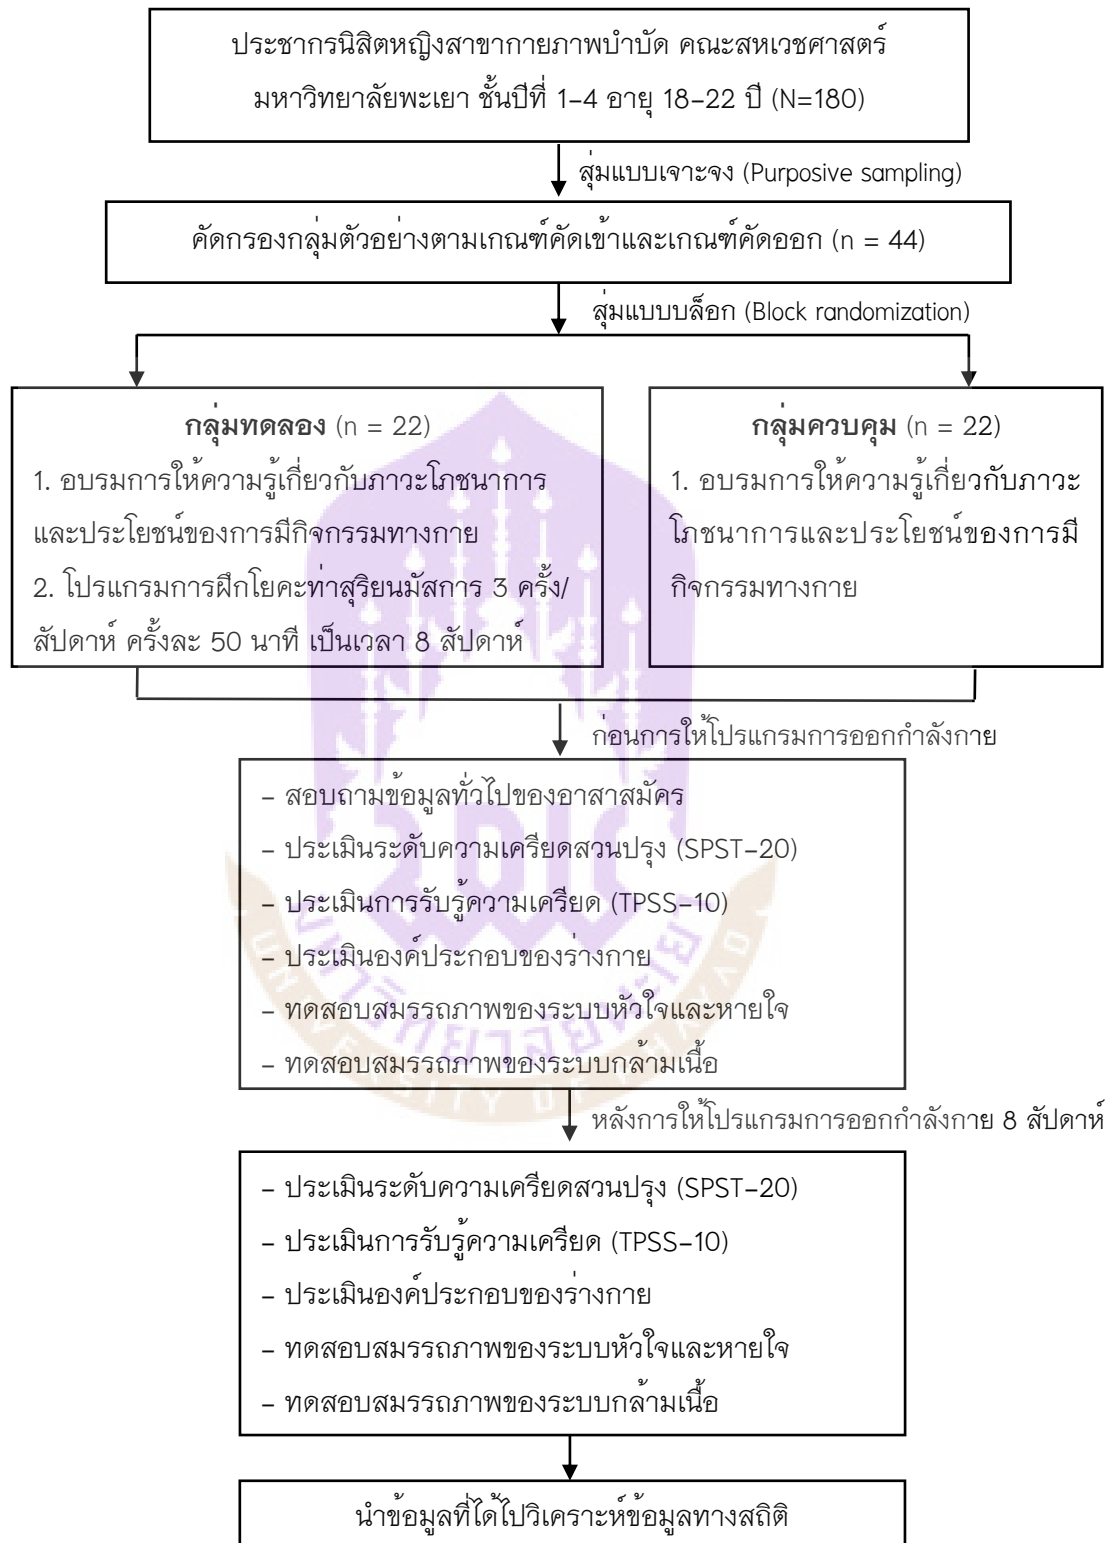 ประชากรนิสิตหญิงสาขากายภาพบำบัด คณะสหเวชศาสตร์
มหาวิทยาลัยพะเยา ชั้นปีที่ 1–4 อายุ 18–22 ปี (N=180)
สุ่มแบบเจาะจง (Purposive sampling)
คัดกรองกลุ่มตัวอย่างตามเกณฑ์คัดเข้าและเกณฑ์คัดออก (n = 44)
สุ่มแบบบล็อก (Block randomization)
กลุ่มทดลอง (n = 22)
1. อบรมการให้ความรู้เกี่ยวกับภาวะโภชนาการ
และประโยชน์ของการมีกิจกรรมทางกาย
2. โปรแกรมการฝึกโยคะท่าสุริยนมัสการ 3 ครั้ง/
สัปดาห์ ครั้งละ 50 นาที เป็นเวลา 8 สัปดาห์
กลุ่มควบคุม (n = 22)
1. อบรมการให้ความรู้เกี่ยวกับภาวะ
โภชนาการและประโยชน์ของการมี
กิจกรรมทางกาย
ก่อนการให้โปรแกรมการออกกำลังกาย
– สอบถามข้อมูลทั่วไปของอาสาสมัคร
– ประเมินระดับความเครียดสวนปรุง (SPST–20)
– ประเมินการรับรู้ความเครียด (TPSS–10)
– ประเมินองค์ประกอบของร่างกาย
– ทดสอบสมรรถภาพของระบบหัวใจและหายใจ
– ทดสอบสมรรถภาพของระบบกล้ามเนื้อ
มหาวิทยาลัยพะเยา
UNIVERSITY OF PHAYAO
หลังการให้โปรแกรมการออกกำลังกาย 8 สัปดาห์
– ประเมินระดับความเครียดสวนปรุง (SPST–20)
– ประเมินการรับรู้ความเครียด (TPSS–10)
– ประเมินองค์ประกอบของร่างกาย
– ทดสอบสมรรถภาพของระบบหัวใจและหายใจ
– ทดสอบสมรรถภาพของระบบกล้ามเนื้อ
นำข้อมูลที่ได้ไปวิเคราะห์ข้อมูลทางสถิติ